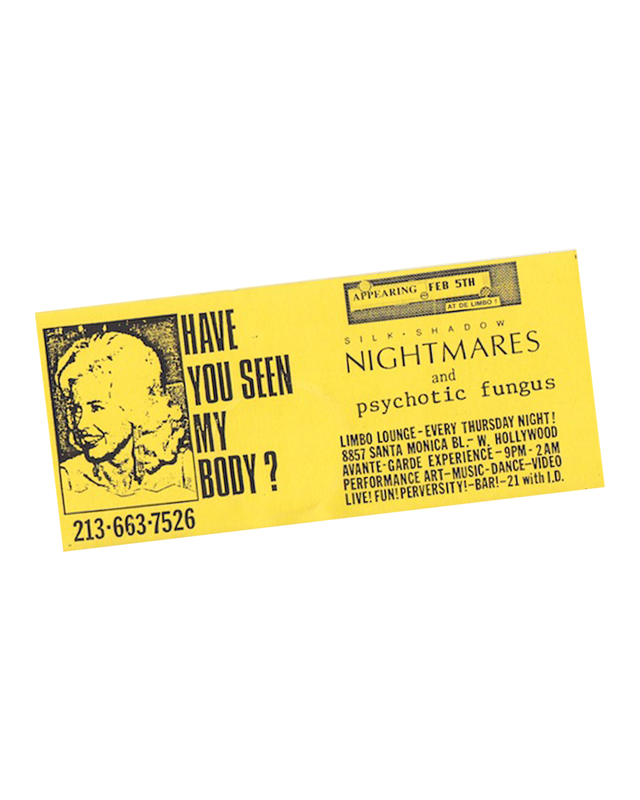 HAVE
YOU SEEN
MY
BODY?
213·663·7526
APPEARING FEB 5TH
AT DE LIMBO!
SILK·SHADOW
NIGHTMARES
and
psychotic fungus
LIMBO LOUNGE-EVERY THURSDAY NIGHT!
8857 SANTA MONICA BL.- W. HOLLYWOOD
AVANTE-GARDE EXPERIENCE-9PM-2AM
PERFORMANCE ART-MUSIC-DANCE-VIDEO
LIVE! FUN! PERVERSITY!-BAR!-21 with I.D.